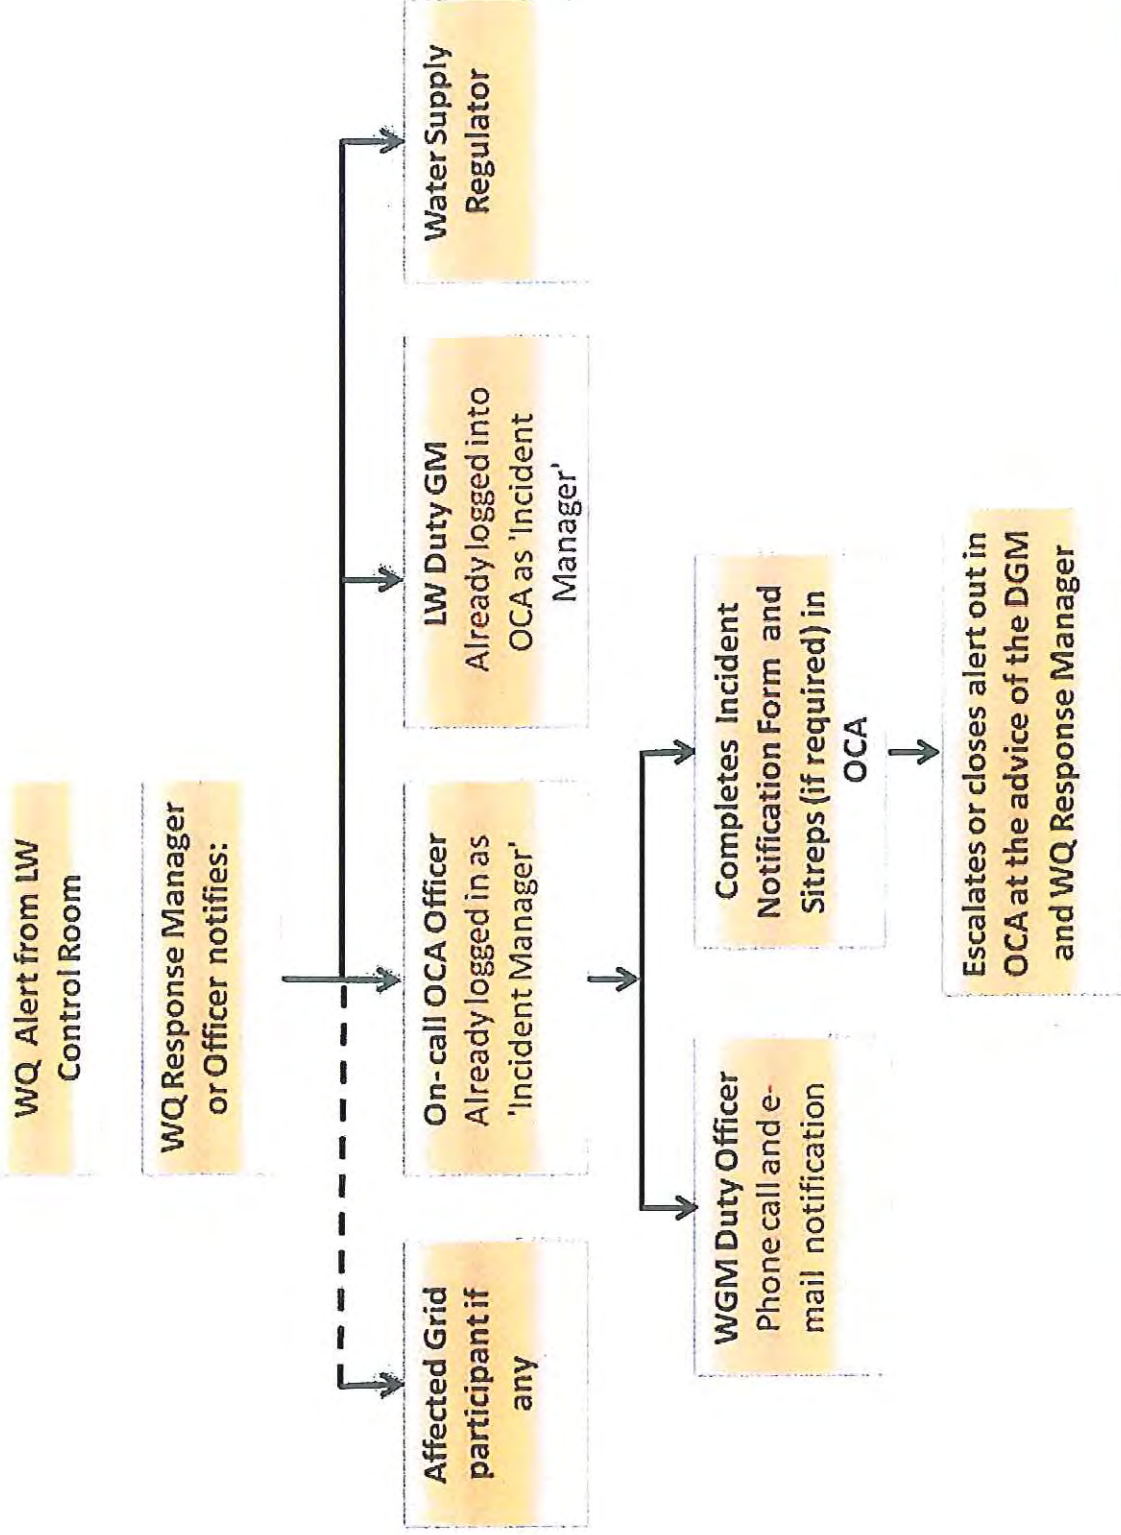 WQ Alert from LW
Control Room
WQ Response Manager
or Officer notifies:
Affected Grid
participant if
any
On-call OCA Officer
Already logged in as
'Incident Manager'
LW Duty GM
Already logged into
OCA as 'Incident
Manager'
Water Supply
Regulator
WGM Duty Officer
Phone call and e-
mail notification
Completes Incident
Notification Form and
Sitreps (if required) in
OCA
Escalates or closes alert out in
OCA at the advice of the DGM
and WQ Response Manager